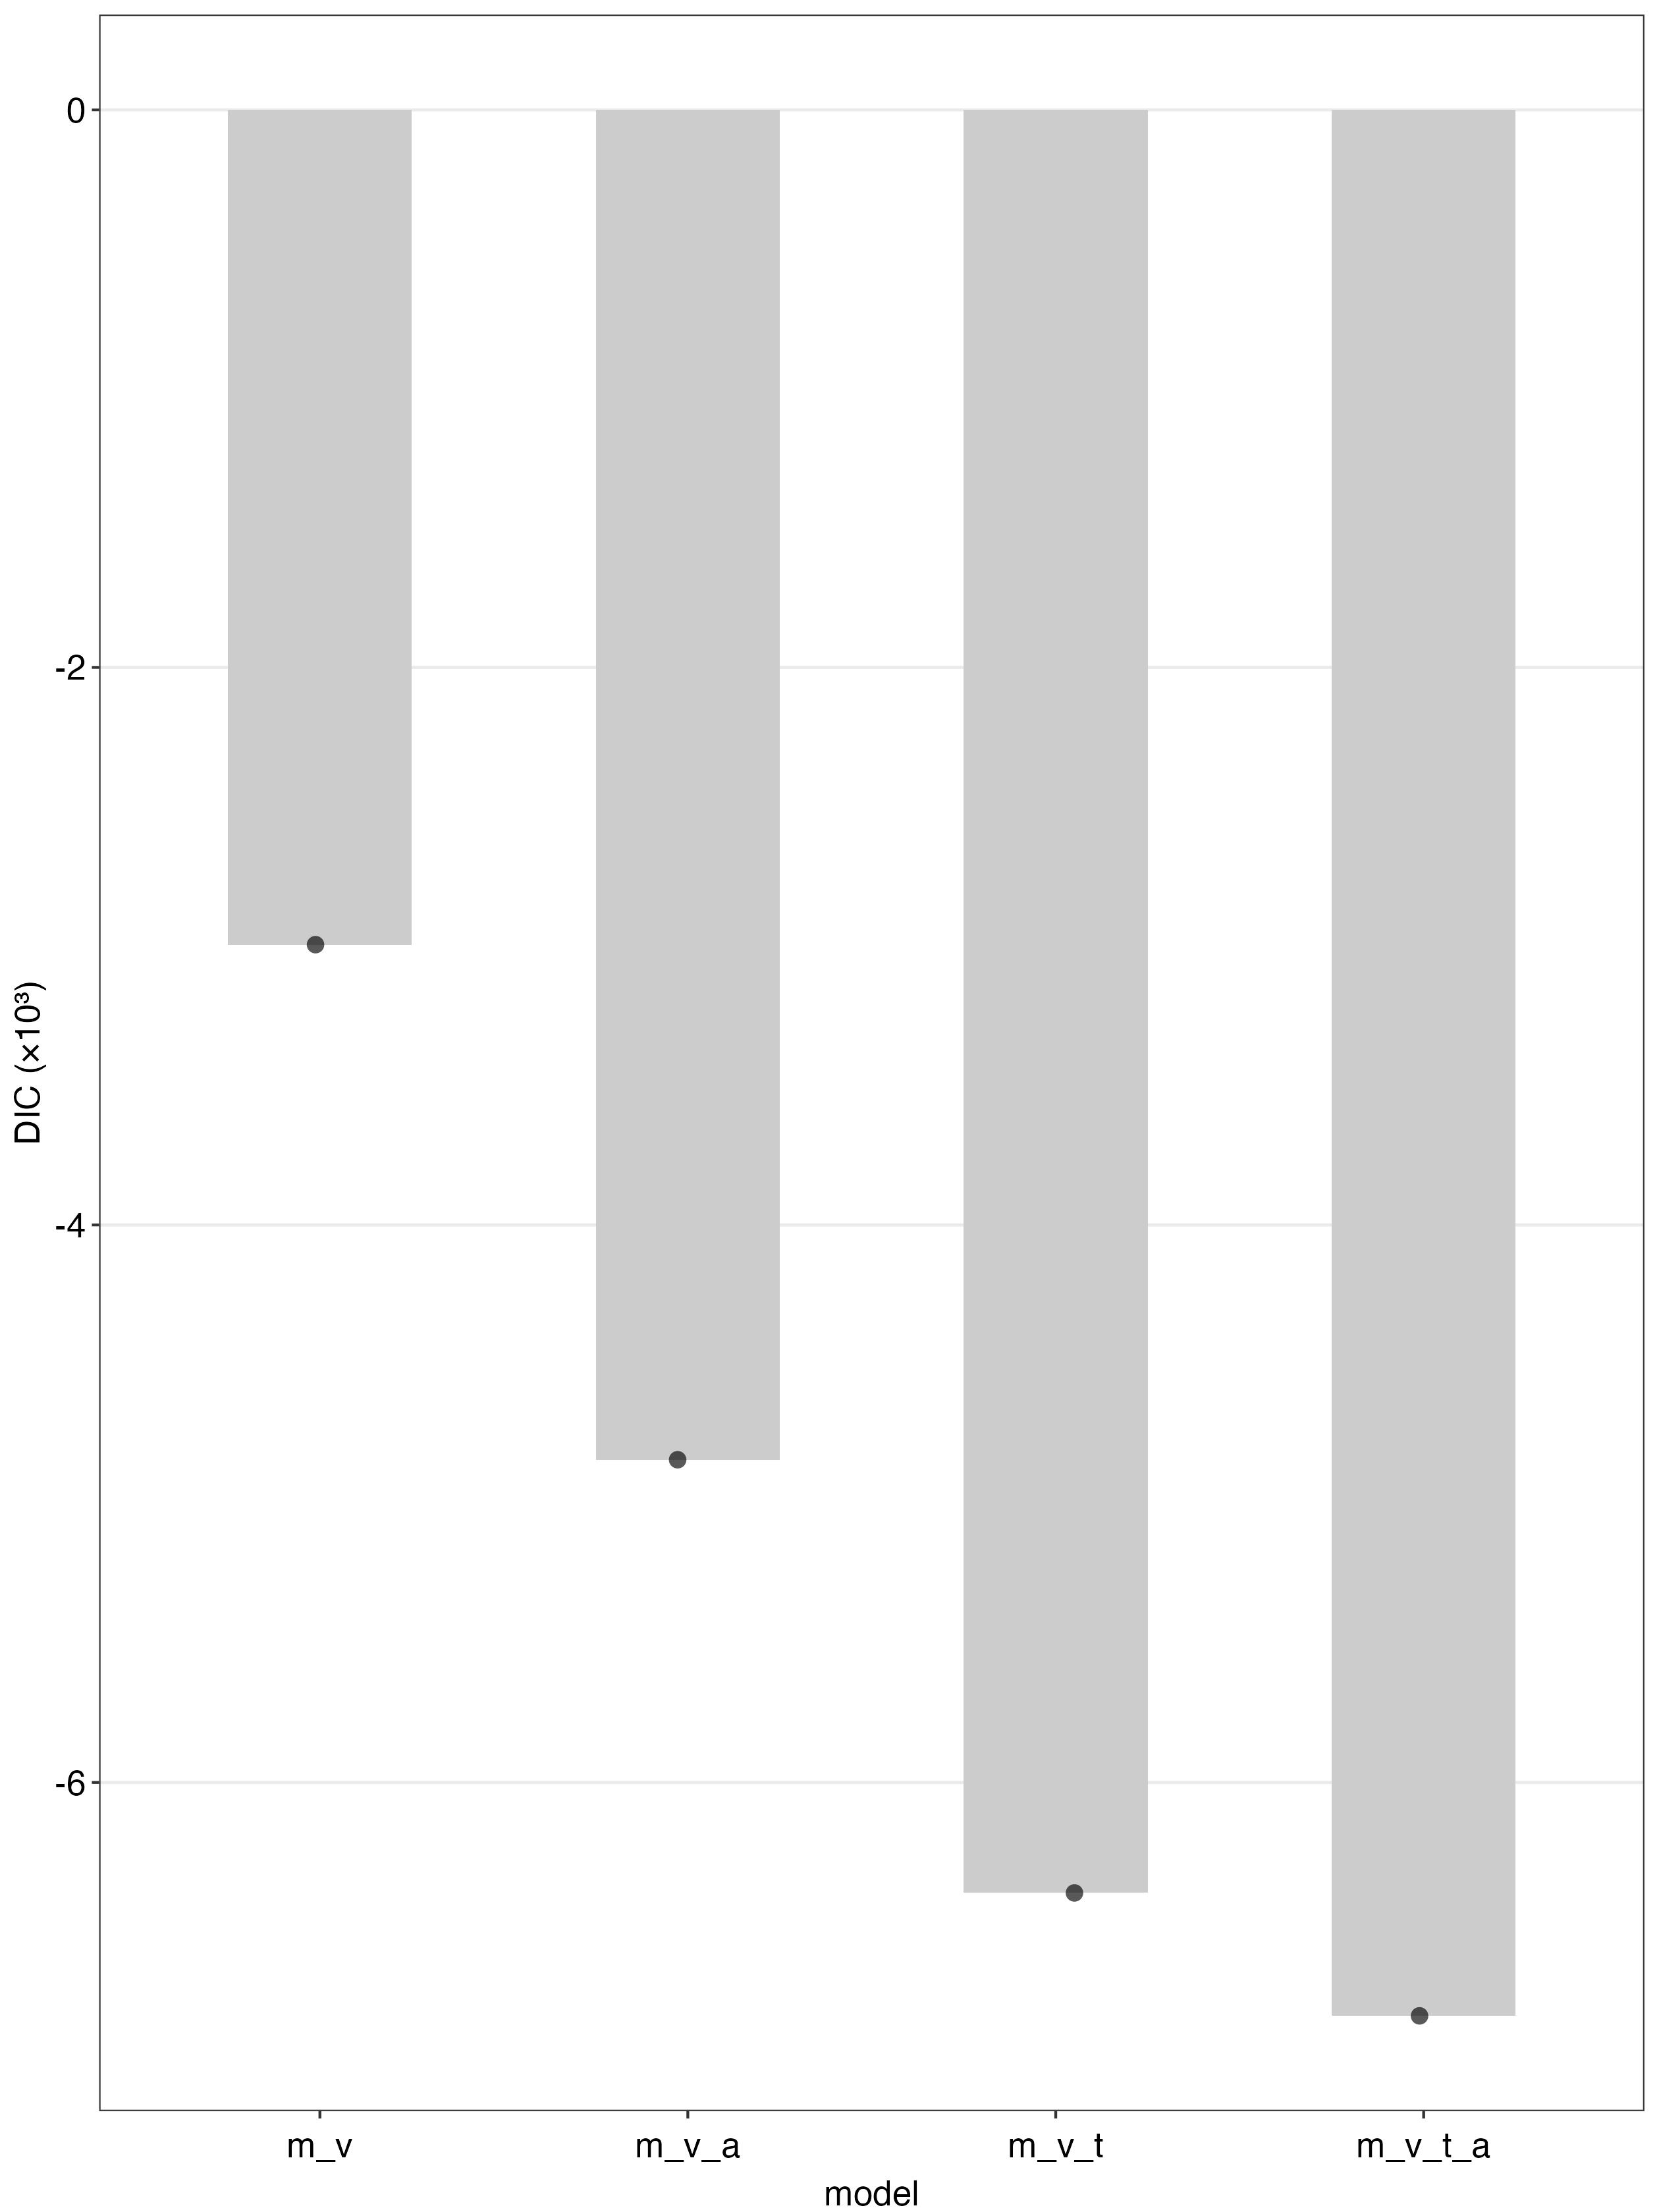 0
-2
-4
-6
DIC (×10³)
m_v
m_v_a
m_v_t
m_v_t_a
model